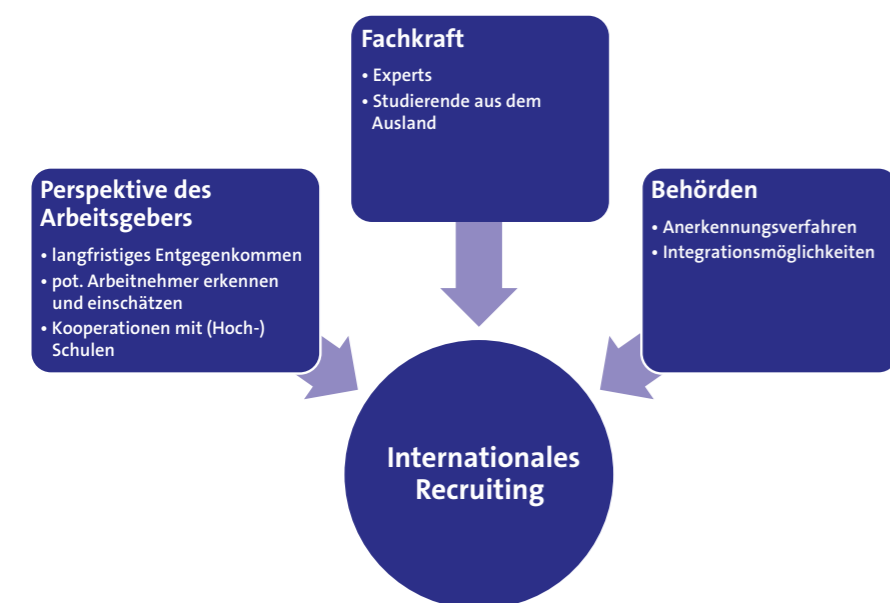 Fachkraft
• Experts
• Studierende aus dem
Ausland
Perspektive des
Arbeitsgebers
• langfristiges Entgegenkommen
• pot. Arbeitnehmer erkennen
und einschätzen
• Kooperationen mit (Hoch-)
Schulen
Behörden
• Anerkennungsverfahren
• Integrationsmöglichkeiten
Internationales
Recruiting